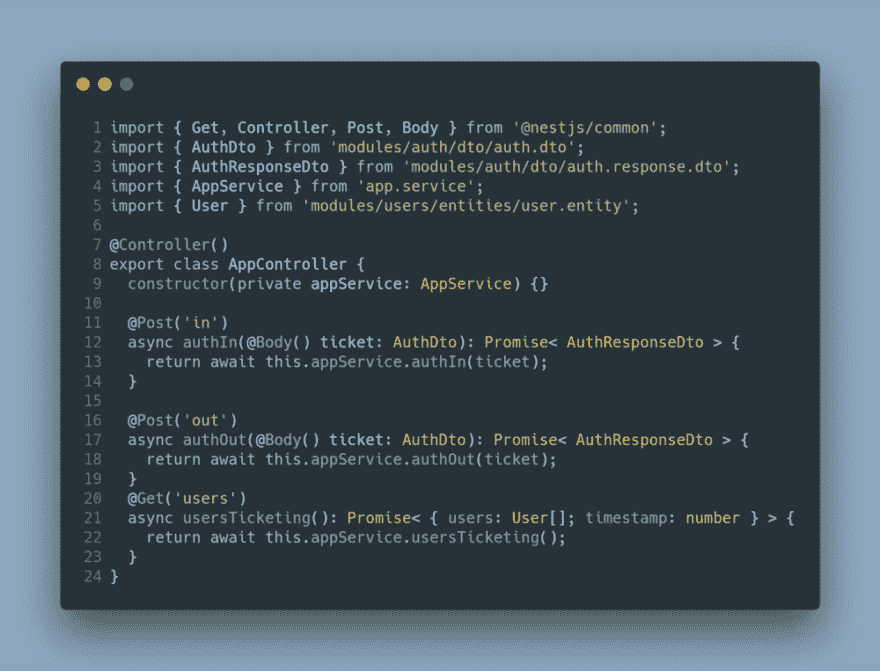 1 import { Get, Controller, Post, Body } from '@nestjs/common';
2 import { AuthDto } from 'modules/auth/dto/auth.dto';
3 import { AuthResponseDto } from 'modules/auth/dto/auth.response.dto';
4 import { AppService } from 'app.service';
5 import { User } from 'modules/users/entities/user.entity';
6
7 @Controller()
8 export class AppController {
9   constructor(private appService: AppService) {}
10
11   @Post('in')
12   async authIn(@Body() ticket: AuthDto): Promise< AuthResponseDto > {
13     return await this.appService.authIn(ticket);
14   }
15
16   @Post('out')
17   async authOut(@Body() ticket: AuthDto): Promise< AuthResponseDto > {
18     return await this.appService.authOut(ticket);
19   }
20   @Get('users')
21   async usersTicketing(): Promise< { users: User[]; timestamp: number } > {
22     return await this.appService.usersTicketing();
23   }
24 }